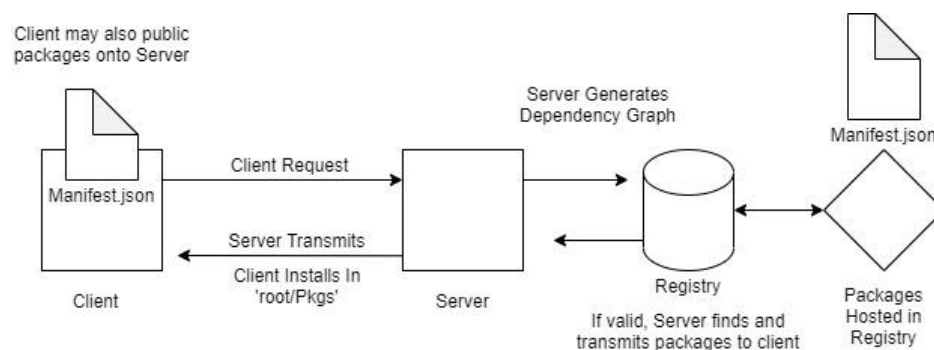 Client may also public
packages onto Server
Manifest.json
Client
Client Request
Server Transmits
Client Installs In
'root/Pkgs'
Server
Server Generates
Dependency Graph
Registry
If valid, Server finds and
transmits packages to client
Manifest.json
Packages
Hosted in
Registry